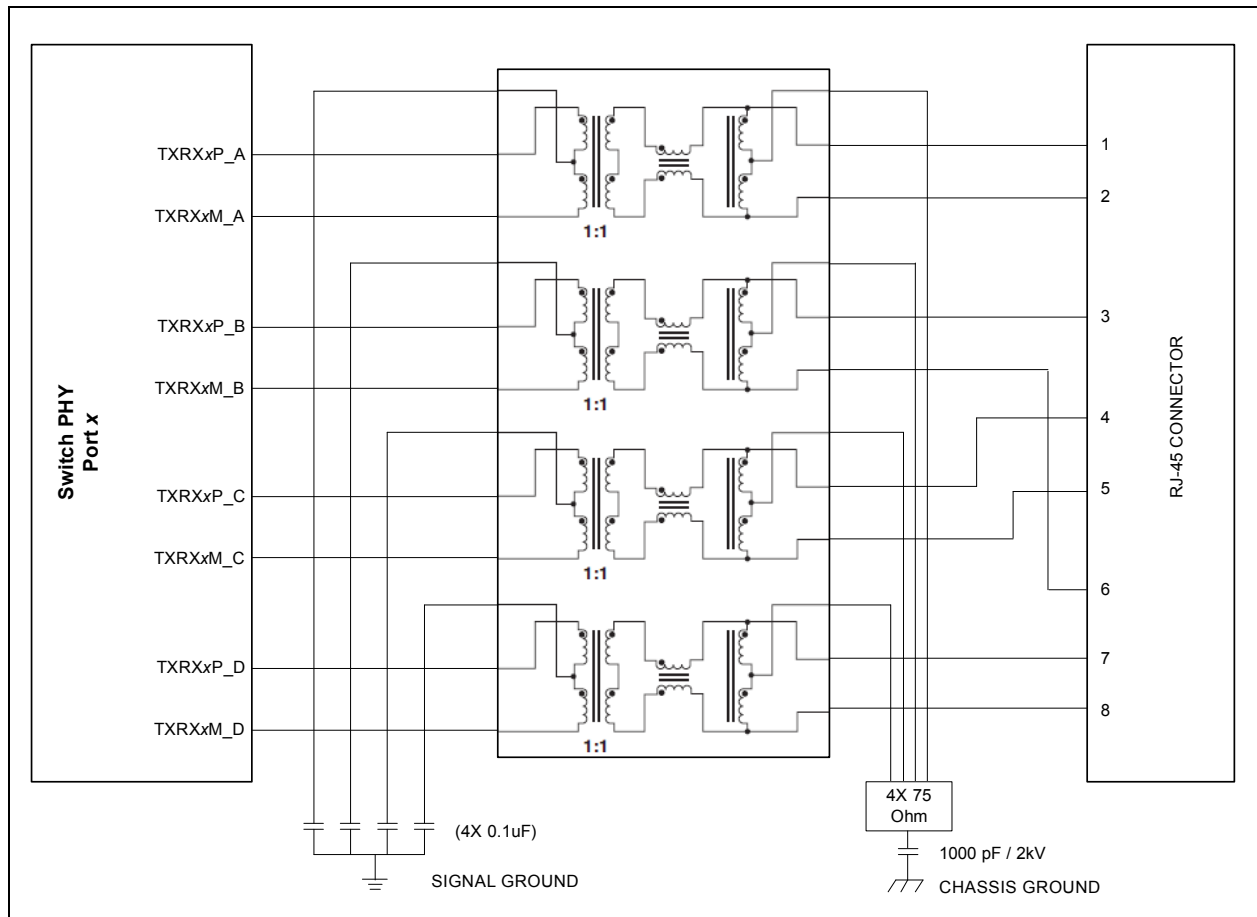 Switch PHY
Port x
TXRXxP_A
TXRXxM_A
TXRXxP_B
TXRXxM_B
TXRXxP_C
TXRXxM_C
TXRXxP_D
TXRXxM_D
1:1
1:1
1:1
1:1
1
2
3
4
5
6
7
8
RJ-45 CONNECTOR
(4X 0.1uF)
SIGNAL GROUND
4X 75
Ohm
1000 pF / 2kV
CHASSIS GROUND